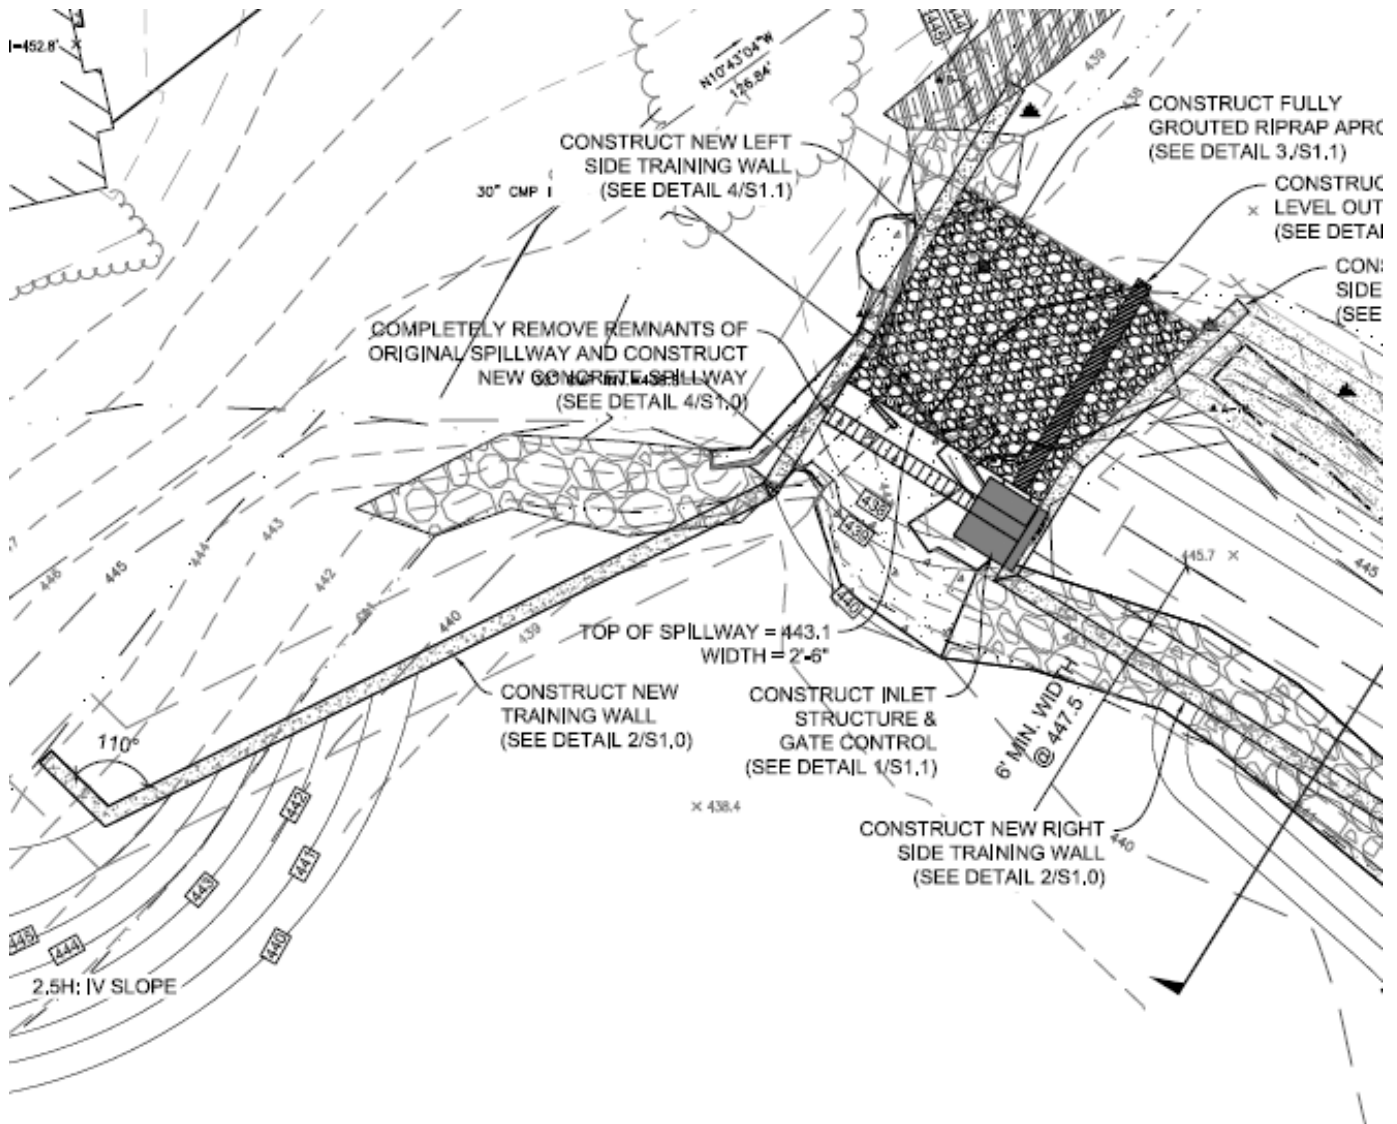 =452.8'
N10°43'04"W
126.84'
443
444
439
438
CONSTRUCT FULLY
GROUTED RIPRAP APRO
(SEE DETAIL 3/S1.1)
CONSTRUCT NEW LEFT
SIDE TRAINING WALL
(SEE DETAIL 4/S1.1)
30" CMP
CONSTRUC
LEVEL OUT
(SEE DETAI
CONS
SIDE
(SEE
COMPLETELY REMOVE REMNANTS OF
ORIGINAL SPILLWAY AND CONSTRUCT
NEW CONCRETE SPILLWAY
(SEE DETAIL 4/S1.0)
446
445
444
443
442
441
440
439
438
439
440
445.7
445
TOP OF SPILLWAY = 443.1
WIDTH = 2'-6"
CONSTRUCT NEW
TRAINING WALL
(SEE DETAIL 2/S1.0)
CONSTRUCT INLET
STRUCTURE &
GATE CONTROL
(SEE DETAIL 1/S1.1)
6' MIN. WIDTH
@ 447.5
110°
438.4
CONSTRUCT NEW RIGHT
SIDE TRAINING WALL
(SEE DETAIL 2/S1.0)
440
442
441
443
440
445
444
2.5H: IV SLOPE